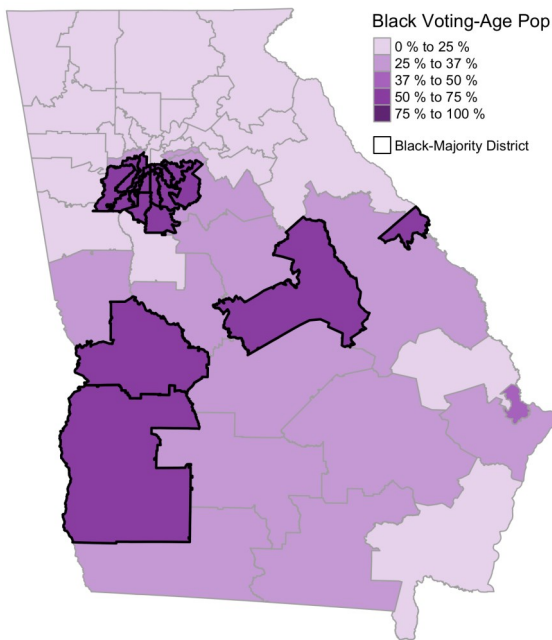 Black Voting-Age Pop
0 % to 25 %
25 % to 37 %
37 % to 50 %
50 % to 75 %
75 % to 100 %
Black-Majority District